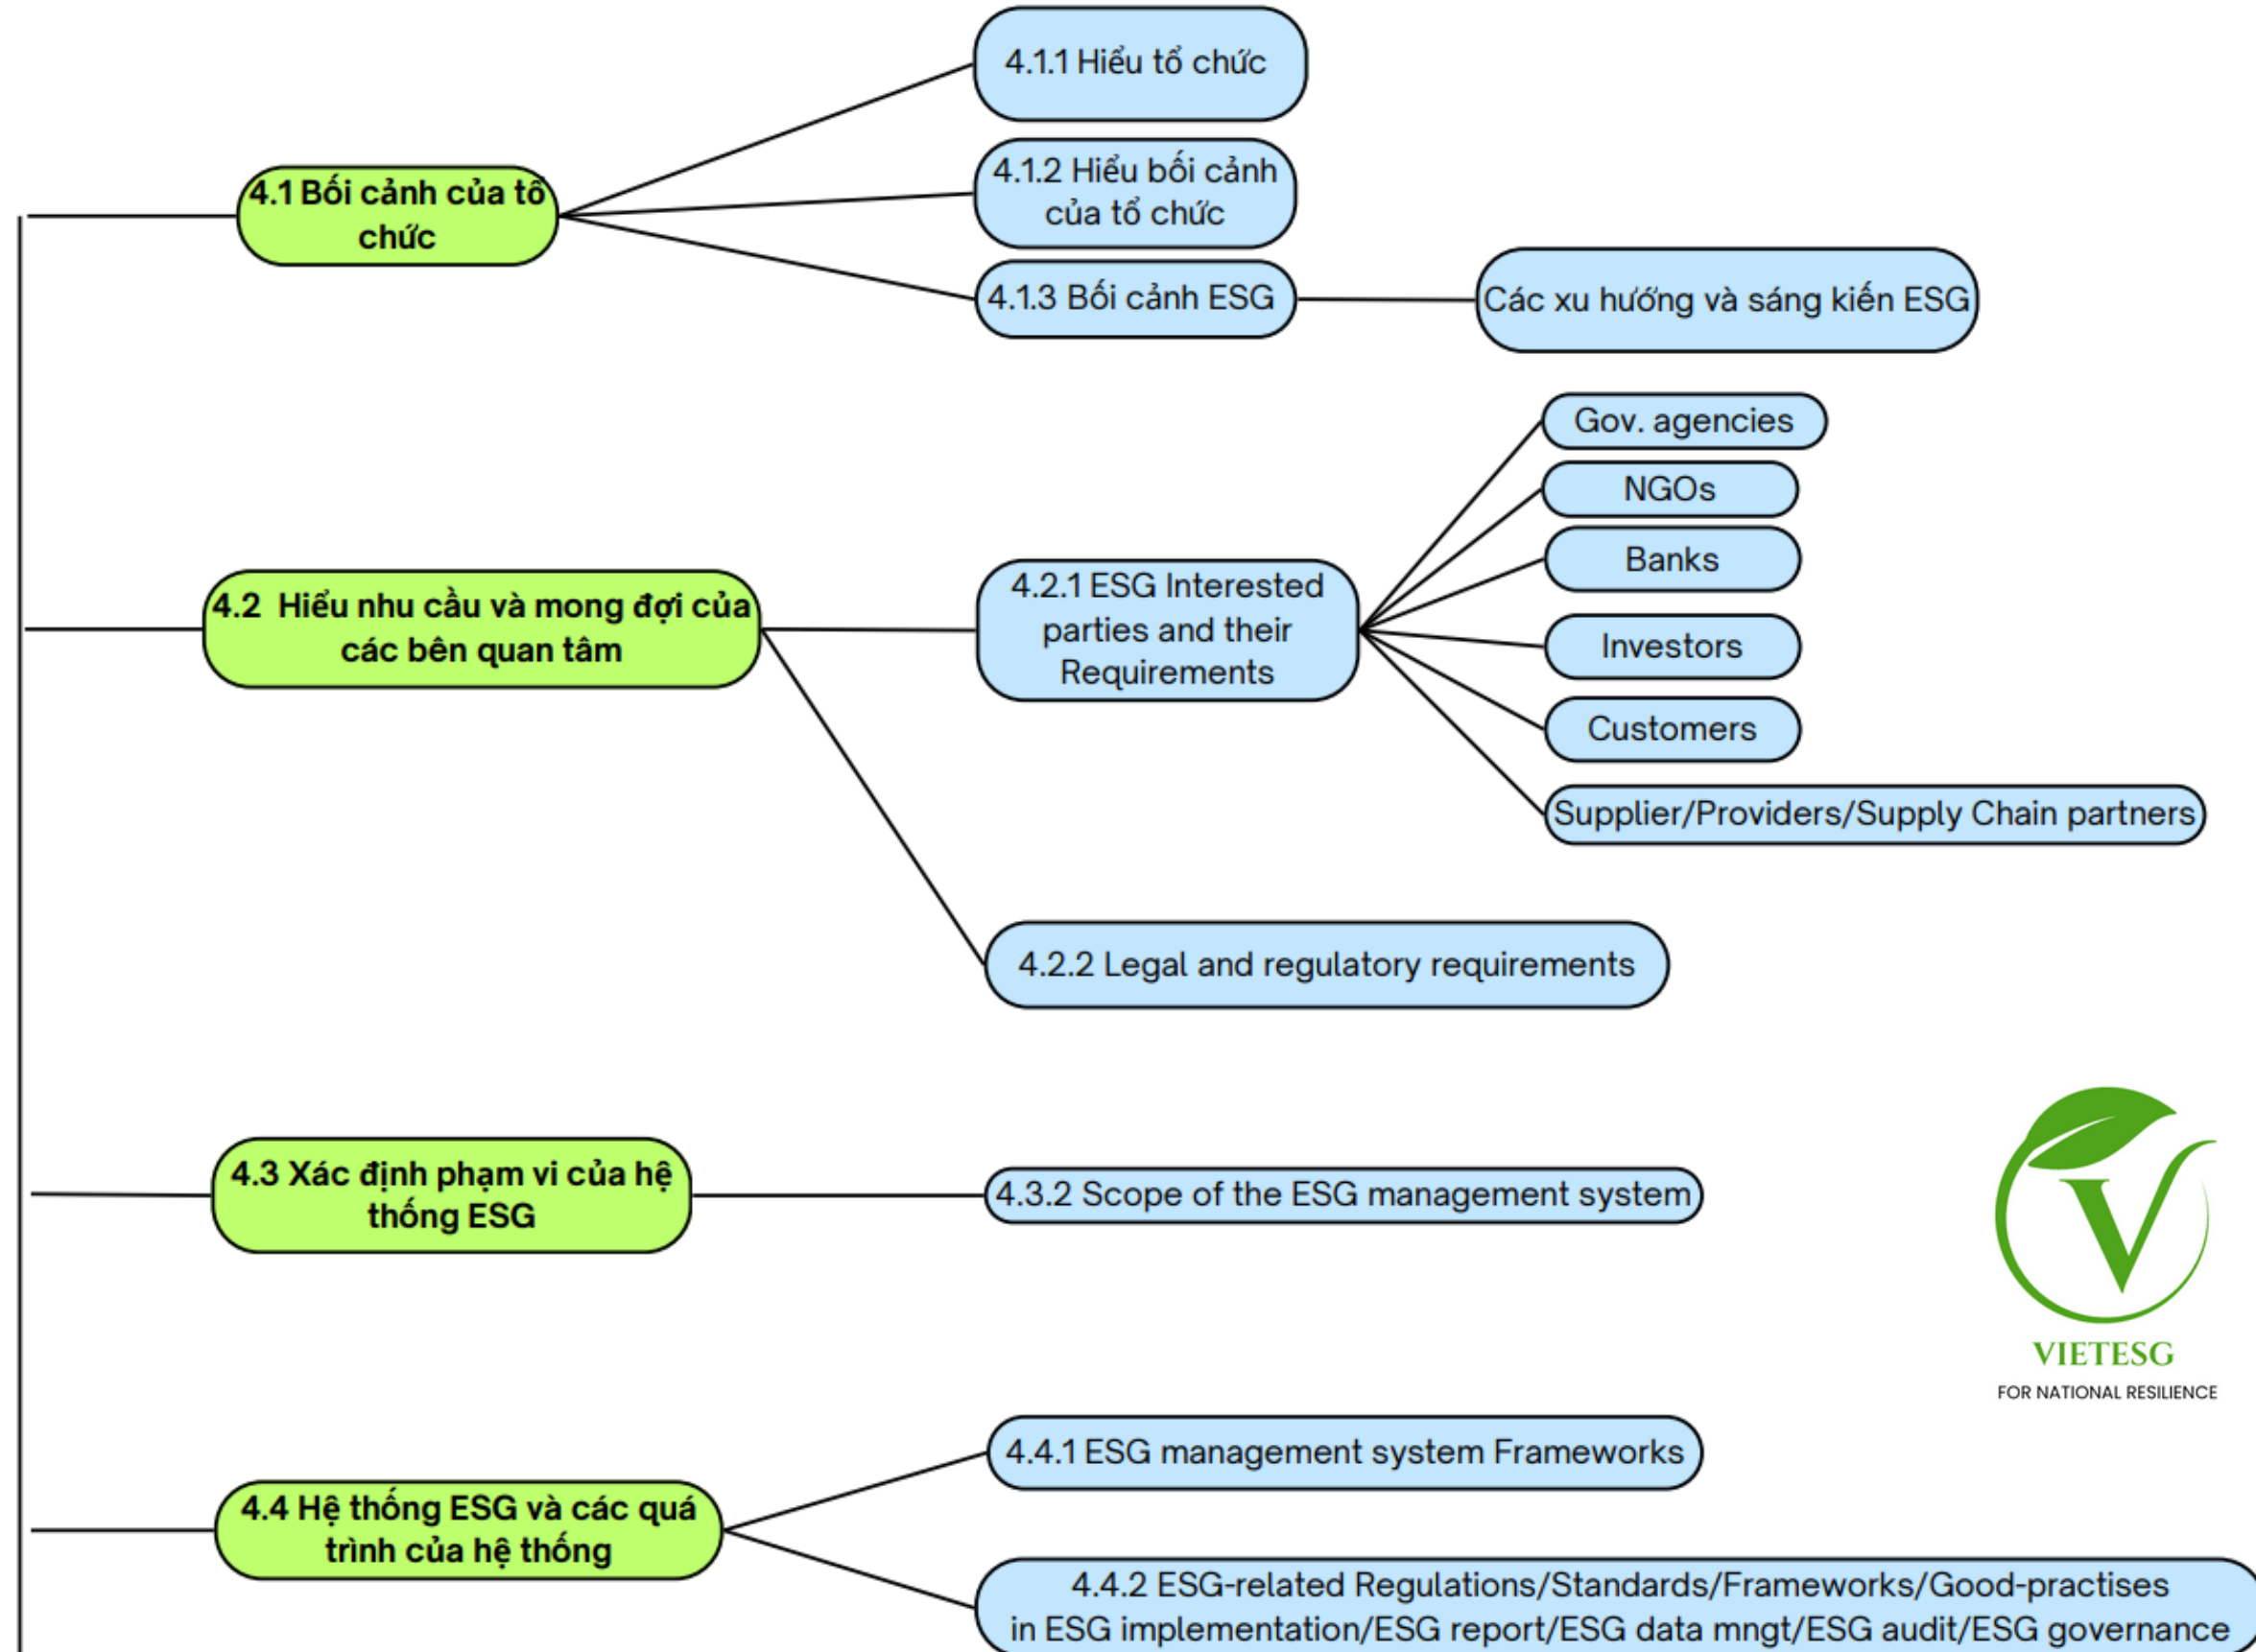 4.1.1 Hiểu tổ chức
4.1 Bối cảnh của tổ
chức
4.1.2 Hiểu bối cảnh
của tổ chức
4.1.3 Bối cảnh ESG
Các xu hướng và sáng kiến ESG
4.2 Hiểu nhu cầu và mong đợi của
các bên quan tâm
4.2.1 ESG Interested
parties and their
Requirements
Gov. agencies
NGOs
Banks
Investors
Customers
Supplier/Providers/Supply Chain partners
4.2.2 Legal and regulatory requirements
4.3 Xác định phạm vi của hệ
thống ESG
4.3.2 Scope of the ESG management system
VIETESG
FOR NATIONAL RESILIENCE
4.4 Hệ thống ESG và các quá
trình của hệ thống
4.4.1 ESG management system Frameworks
4.4.2 ESG-related Regulations/Standards/Frameworks/Good-practises
in ESG implementation/ESG report/ESG data mngt/ESG audit/ESG governance